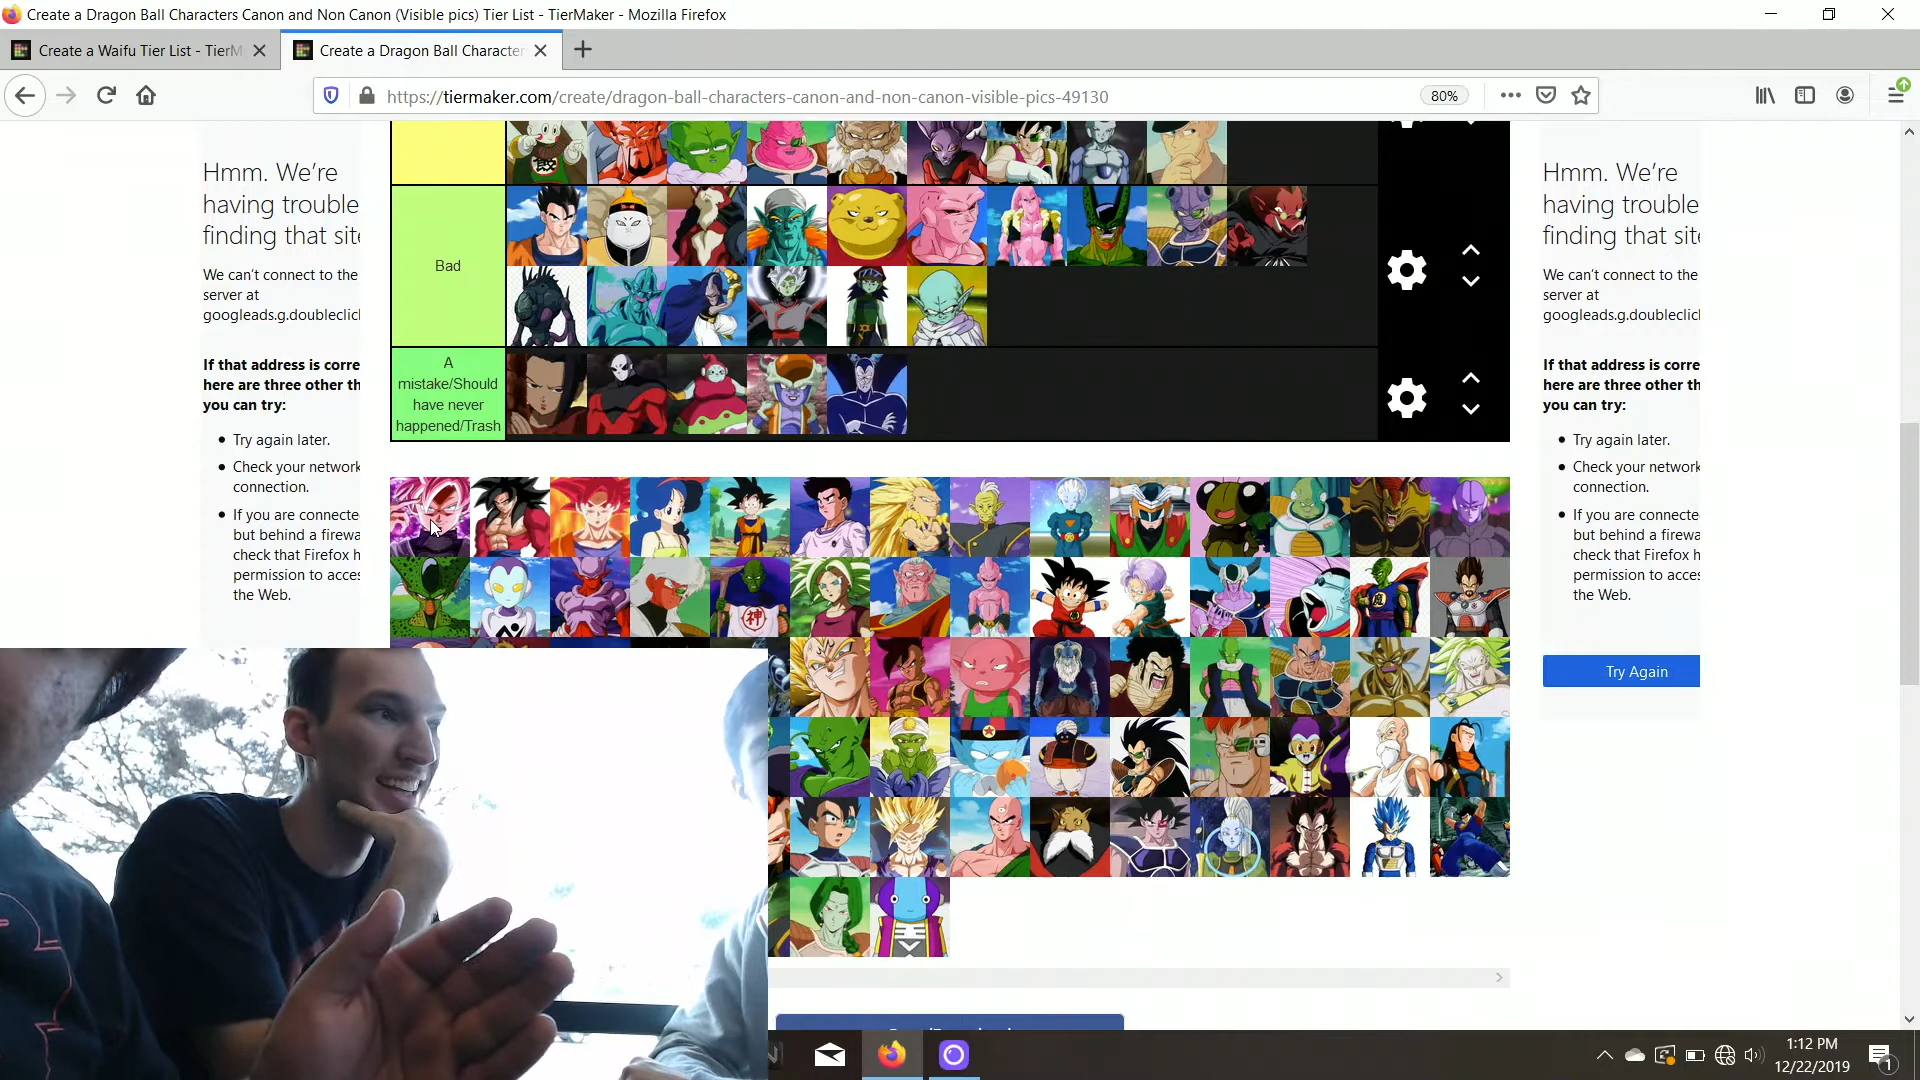 Create a Dragon Ball Characters Canon and Non Canon (Visible pics) Tier List - TierMaker - Mozilla Firefox
Create a Waifu Tier List - TierM
Create a Dragon Ball Character
https://tiermaker.com/create/dragon-ball-characters-canon-and-non-canon-visible-pics-49130
80%
Hmm. We're
having trouble
finding that site
We can't connect to the
server at
googleads.g.doubleclic
If that address is corre
here are three other th
you can try:
Try again later.
Check your network
connection.
If you are connecte
but behind a firewa
check that Firefox h
permission to acces
the Web.
Bad
A
mistake/Should
have never
happened/Trash
Hmm. We're
having trouble
finding that site
We can't connect to the
server at
googleads.g.doubleclic
If that address is corre
here are three other th
you can try:
Try again later.
Check your network
connection.
If you are connecte
but behind a firewa
check that Firefox h
permission to acces
the Web.
Try Again
神
魔
1:12 PM
12/22/2019
1